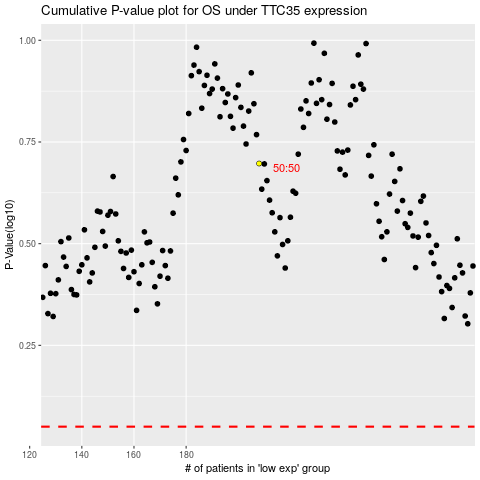 Cumulative P-value plot for OS under TTC35 expression
P-Value(log10)
1.00
0.75
0.50
0.25
50:50
120 140 160 180
# of patients in 'low exp' group